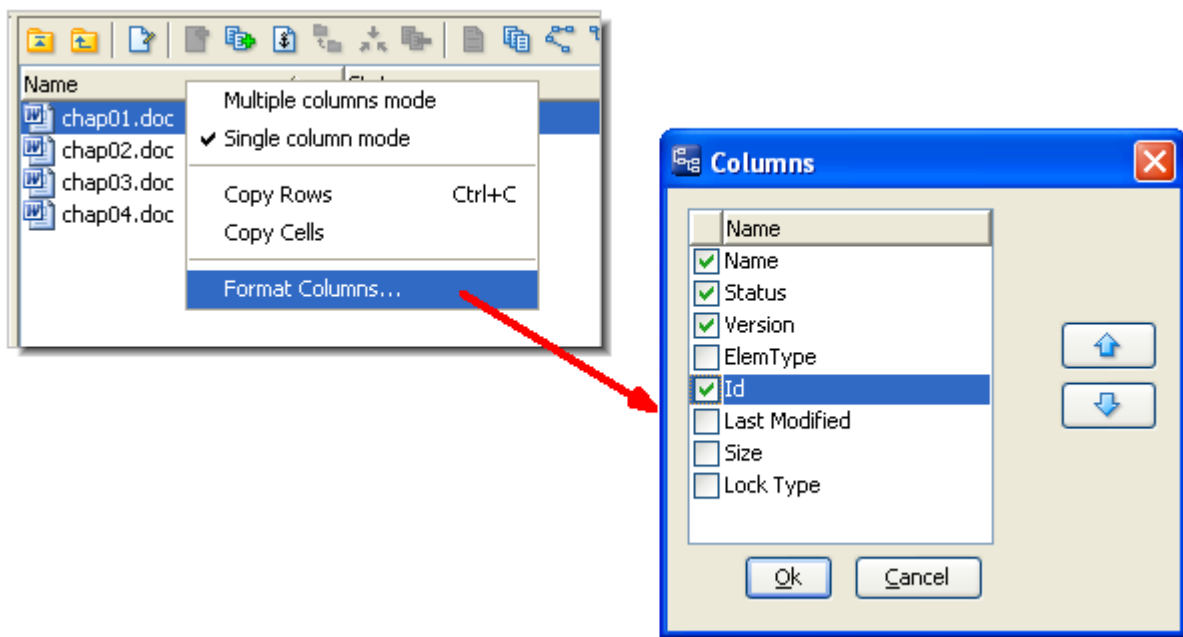 Name
chap01.doc
chap02.doc
chap03.doc
chap04.doc
Multiple columns mode
Single column mode
Copy Rows Ctrl+C
Copy Cells
Format Columns...
Columns
Name
Name
Status
Version
ElemType
Id
Last Modified
Size
Lock Type
Ok Cancel